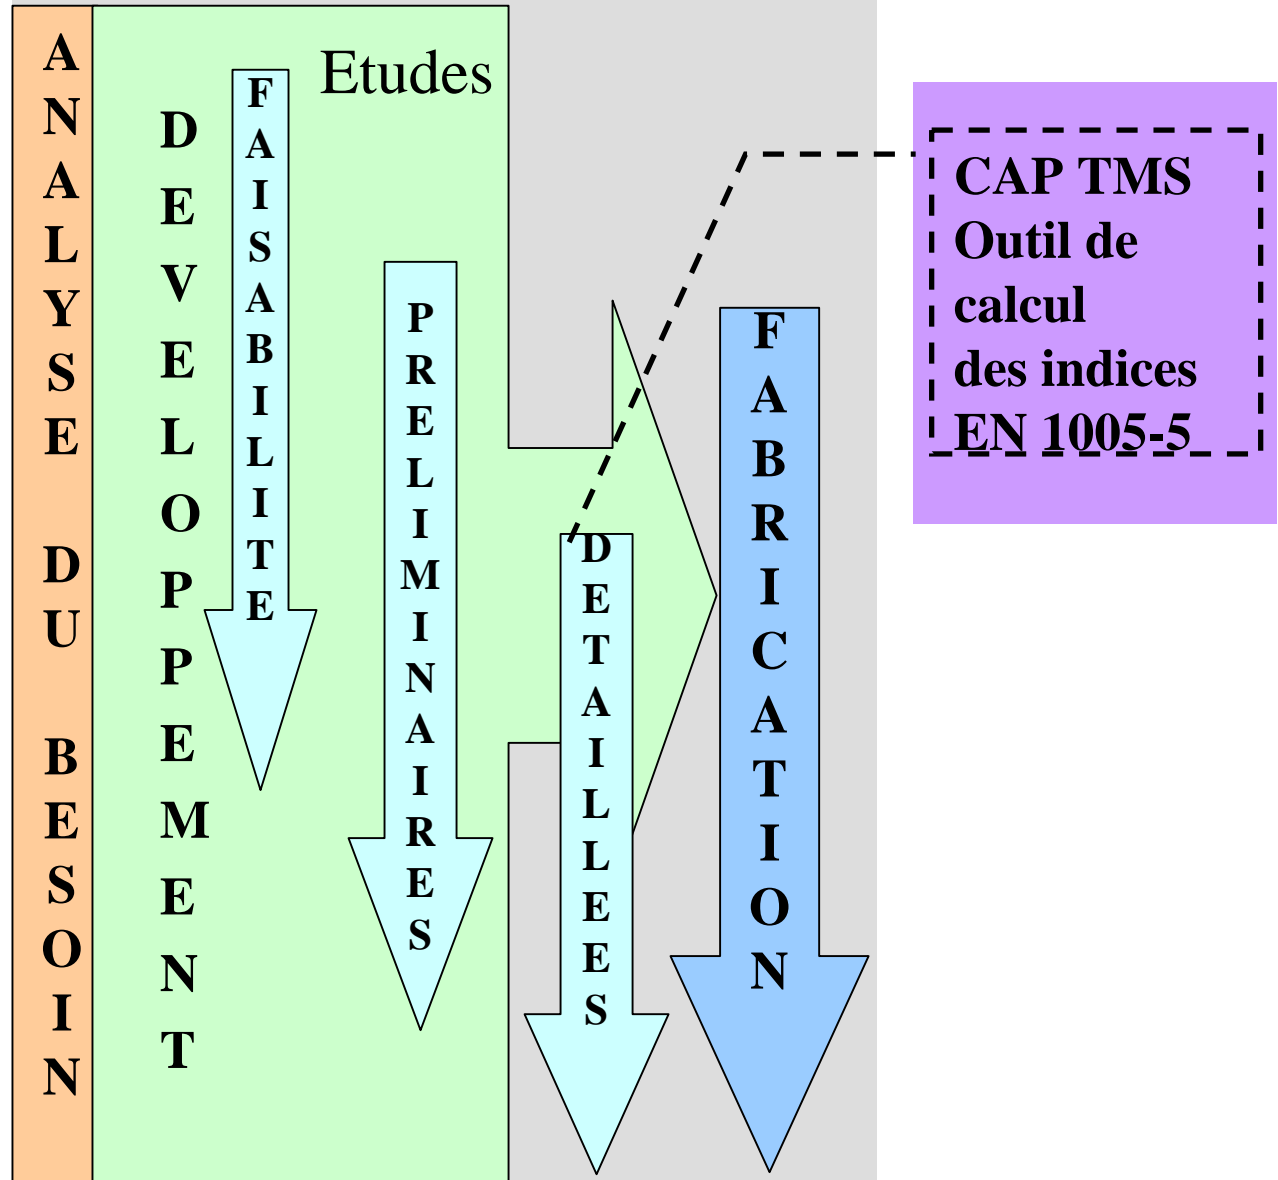 ANALYSE DU BESOIN
DEVELOPPEMENT
Etudes
FAISABILITE
PRELIMINAIRES
DETAILLEES
FABRICATION
CAP TMS
Outil de
calcul
des indices
EN 1005-5